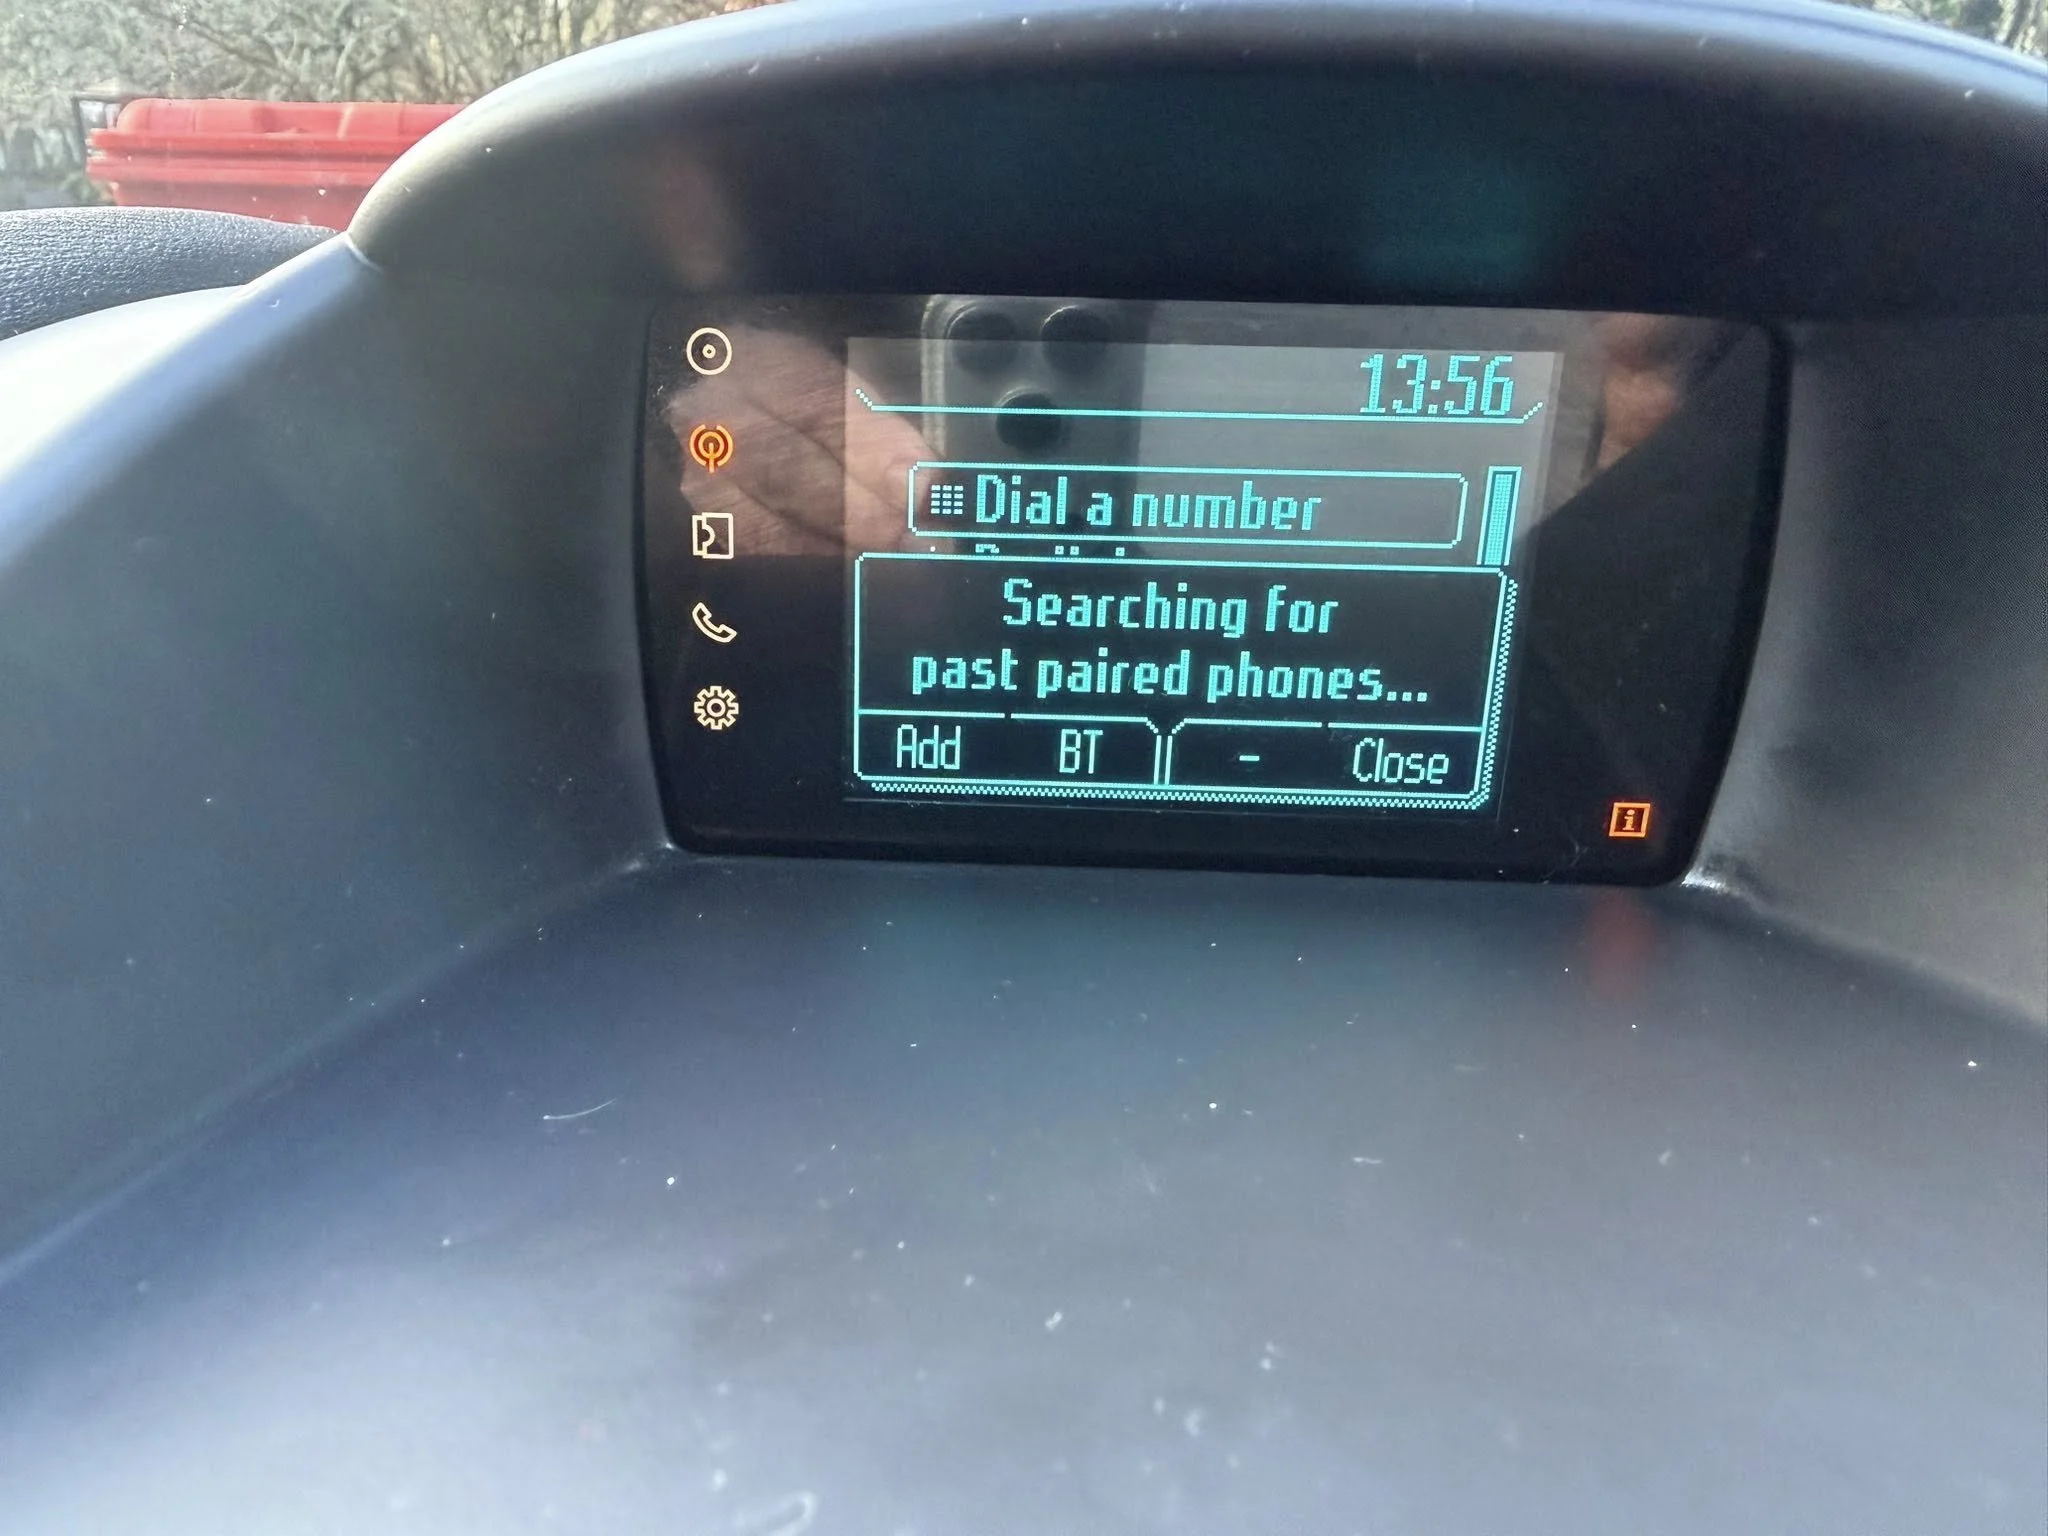 13:56
Dial a number
Searching for
past paired phones...
Add BT - Close
i